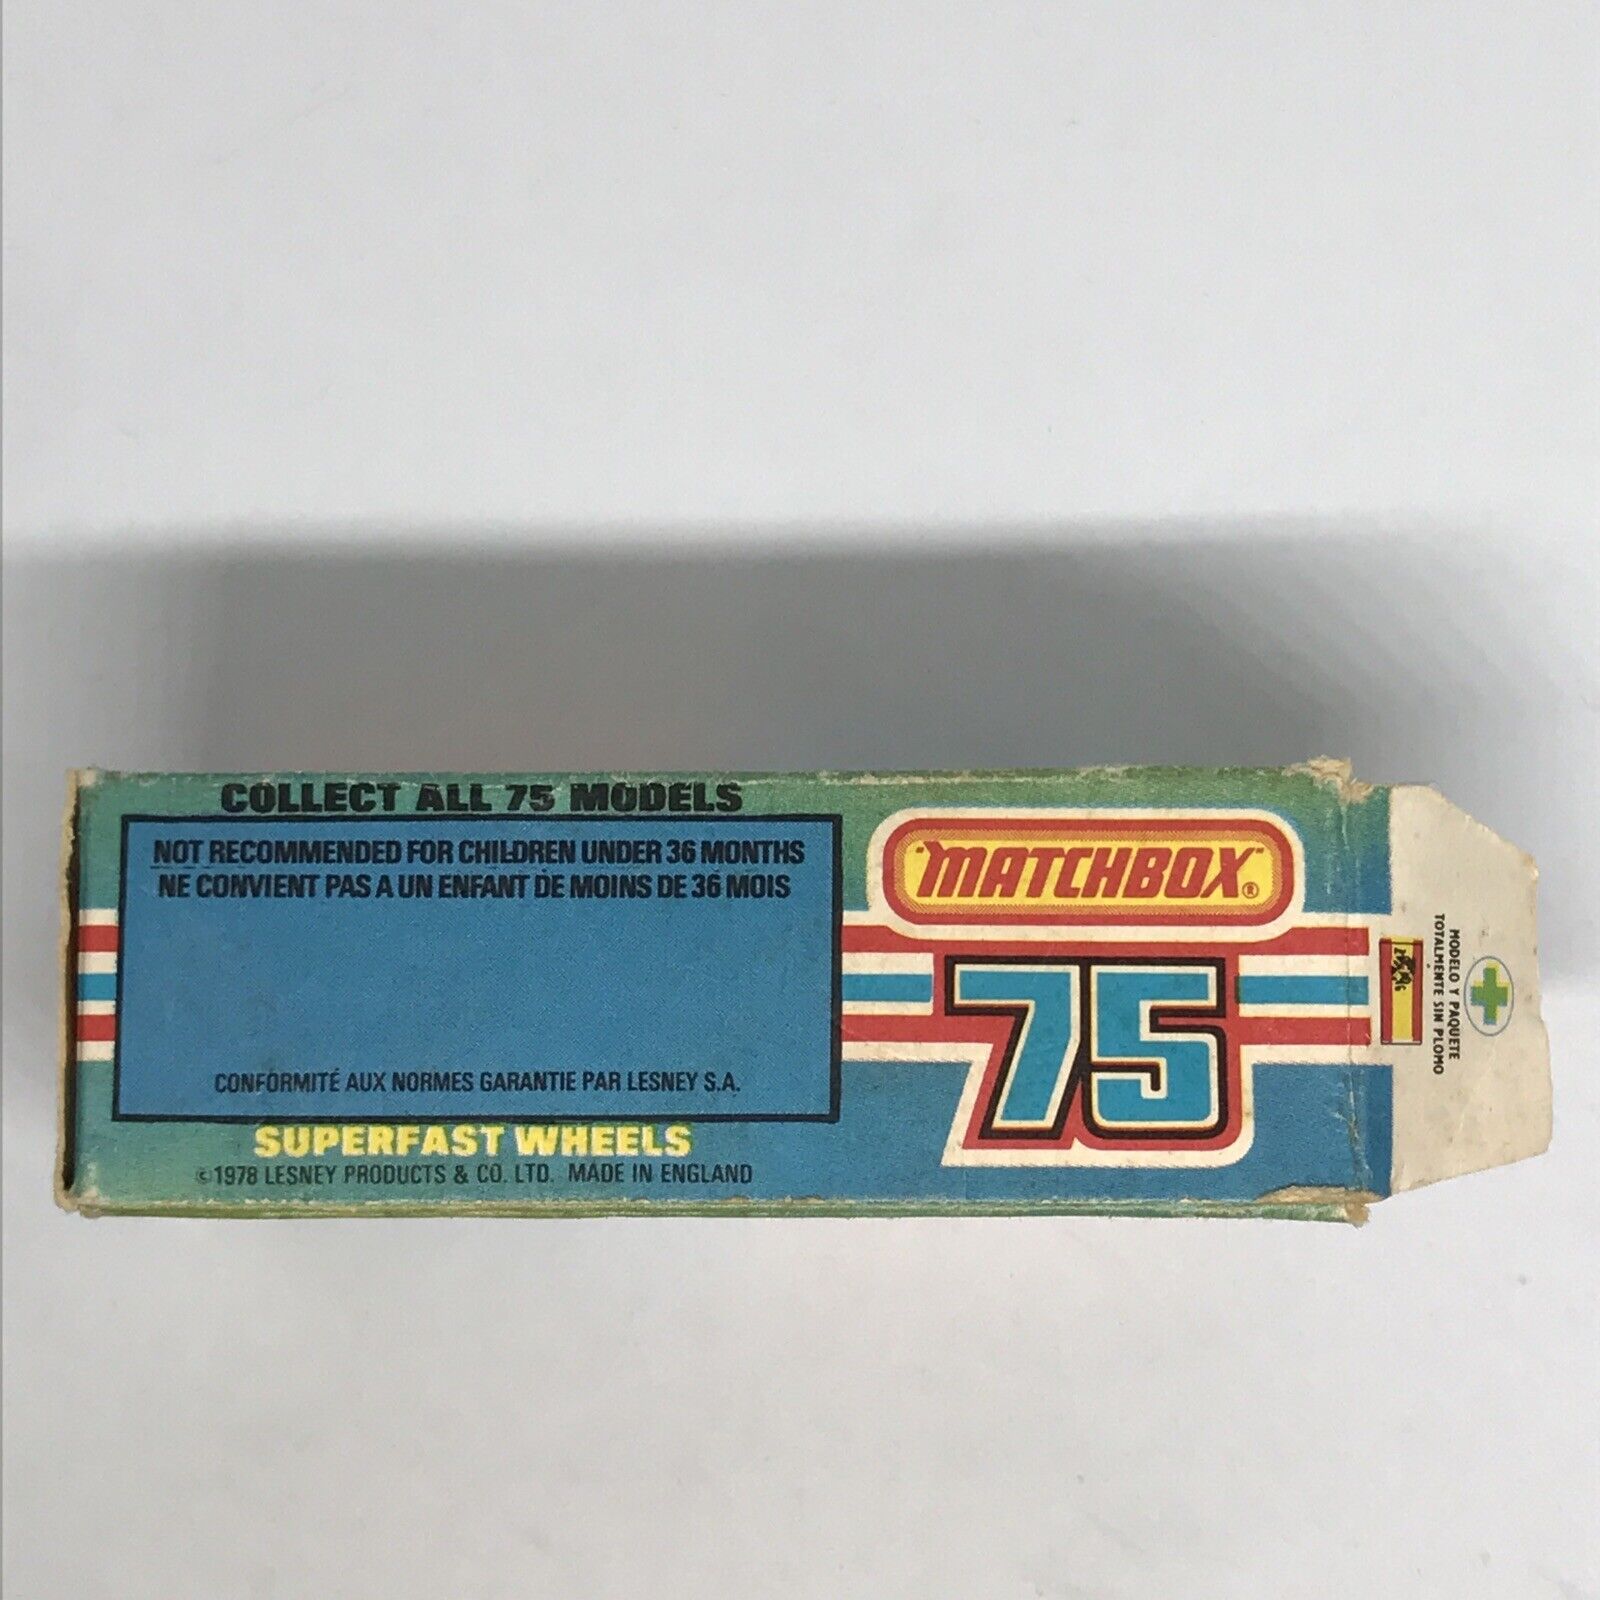 COLLECT ALL 75 MODELS
NOT RECOMMENDED FOR CHILDREN UNDER 36 MONTHS
NE CONVIENT PAS A UN ENFANT DE MOINS DE 36 MOIS
CONFORMITÉ AUX NORMES GARANTIE PAR LESNEY S.A.
SUPERFAST WHEELS
©1978 LESNEY PRODUCTS & CO. LTD. MADE IN ENGLAND
"MATCHBOX"®
75
MODELO Y PAQUETE
TOTALMENTE SIN PLOMO